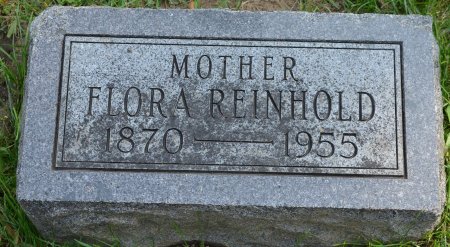 MOTHER
FLORA REINHOLD
1870 — 1955